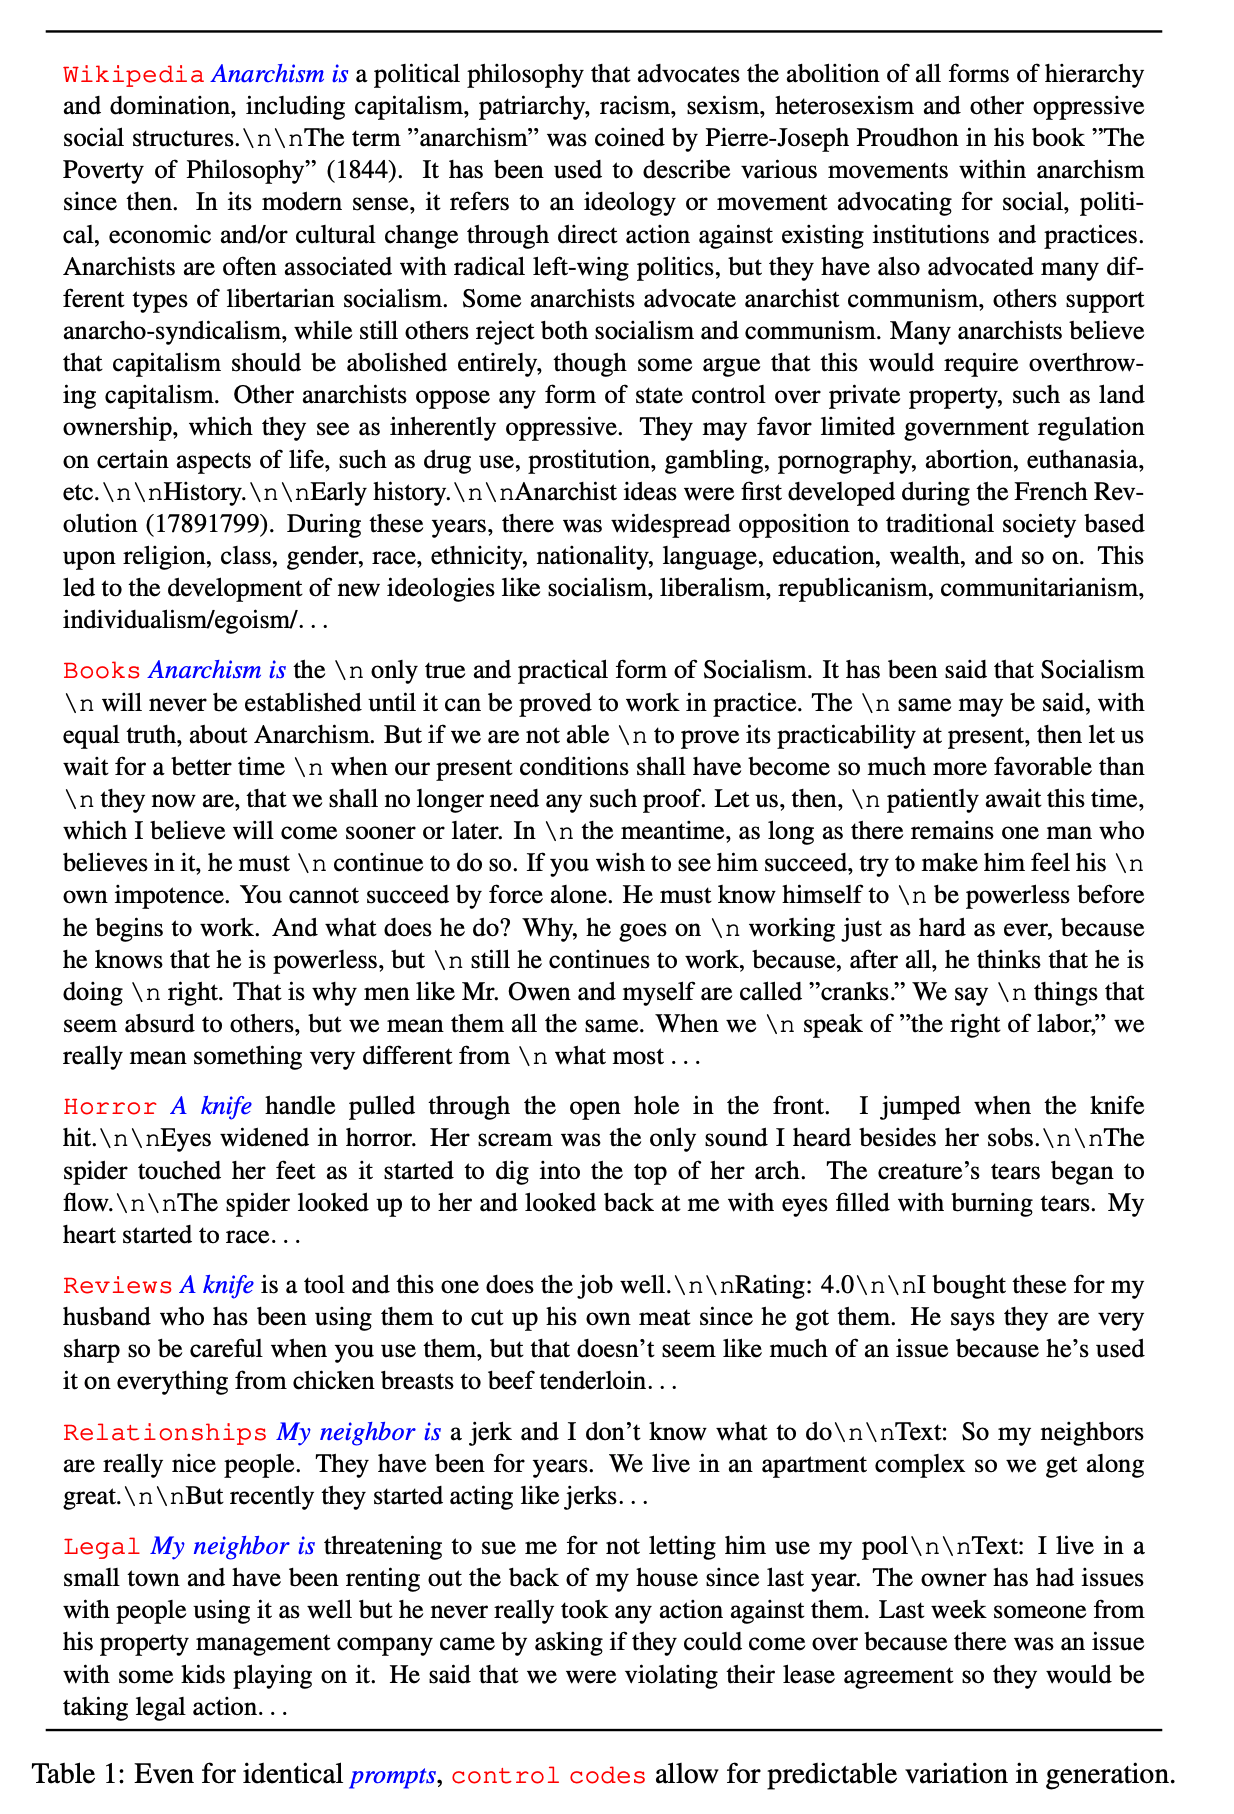 Wikipedia Anarchism is a political philosophy that advocates the abolition of all forms of hierarchy
and domination, including capitalism, patriarchy, racism, sexism, heterosexism and other oppressive
social structures.\n\nThe term ”anarchism” was coined by Pierre-Joseph Proudhon in his book ”The
Poverty of Philosophy” (1844). It has been used to describe various movements within anarchism
since then. In its modern sense, it refers to an ideology or movement advocating for social, politi-
cal, economic and/or cultural change through direct action against existing institutions and practices.
Anarchists are often associated with radical left-wing politics, but they have also advocated many dif-
ferent types of libertarian socialism. Some anarchists advocate anarchist communism, others support
anarcho-syndicalism, while still others reject both socialism and communism. Many anarchists believe
that capitalism should be abolished entirely, though some argue that this would require overthrow-
ing capitalism. Other anarchists oppose any form of state control over private property, such as land
ownership, which they see as inherently oppressive. They may favor limited government regulation
on certain aspects of life, such as drug use, prostitution, gambling, pornography, abortion, euthanasia,
etc.\n\nHistory.\n\nEarly history.\n\nAnarchist ideas were first developed during the French Rev-
olution (17891799). During these years, there was widespread opposition to traditional society based
upon religion, class, gender, race, ethnicity, nationality, language, education, wealth, and so on. This
led to the development of new ideologies like socialism, liberalism, republicanism, communitarianism,
individualism/egoism/...
Books Anarchism is the \n only true and practical form of Socialism. It has been said that Socialism
\n will never be established until it can be proved to work in practice. The \n same may be said, with
equal truth, about Anarchism. But if we are not able \n to prove its practicability at present, then let us
wait for a better time \n when our present conditions shall have become so much more favorable than
\n they now are, that we shall no longer need any such proof. Let us, then, \n patiently await this time,
which I believe will come sooner or later. In \n the meantime, as long as there remains one man who
believes in it, he must \n continue to do so. If you wish to see him succeed, try to make him feel his \n
own impotence. You cannot succeed by force alone. He must know himself to \n be powerless before
he begins to work. And what does he do? Why, he goes on \n working just as hard as ever, because
he knows that he is powerless, but \n still he continues to work, because, after all, he thinks that he is
doing \n right. That is why men like Mr. Owen and myself are called ”cranks.” We say \n things that
seem absurd to others, but we mean them all the same. When we \n speak of ”the right of labor,” we
really mean something very different from \n what most ...
Horror A knife handle pulled through the open hole in the front. I jumped when the knife
hit.\n\nEyes widened in horror. Her scream was the only sound I heard besides her sobs.\n\nThe
spider touched her feet as it started to dig into the top of her arch. The creature’s tears began to
flow.\n\nThe spider looked up to her and looked back at me with eyes filled with burning tears. My
heart started to race...
Reviews A knife is a tool and this one does the job well.\n\nRating: 4.0\n\nI bought these for my
husband who has been using them to cut up his own meat since he got them. He says they are very
sharp so be careful when you use them, but that doesn’t seem like much of an issue because he’s used
it on everything from chicken breasts to beef tenderloin...
Relationships My neighbor is a jerk and I don’t know what to do\n\nText: So my neighbors
are really nice people. They have been for years. We live in an apartment complex so we get along
great.\n\nBut recently they started acting like jerks...
Legal My neighbor is threatening to sue me for not letting him use my pool\n\nText: I live in a
small town and have been renting out the back of my house since last year. The owner has had issues
with people using it as well but he never really took any action against them. Last week someone from
his property management company came by asking if they could come over because there was an issue
with some kids playing on it. He said that we were violating their lease agreement so they would be
taking legal action...
Table 1: Even for identical prompts, control codes allow for predictable variation in generation.